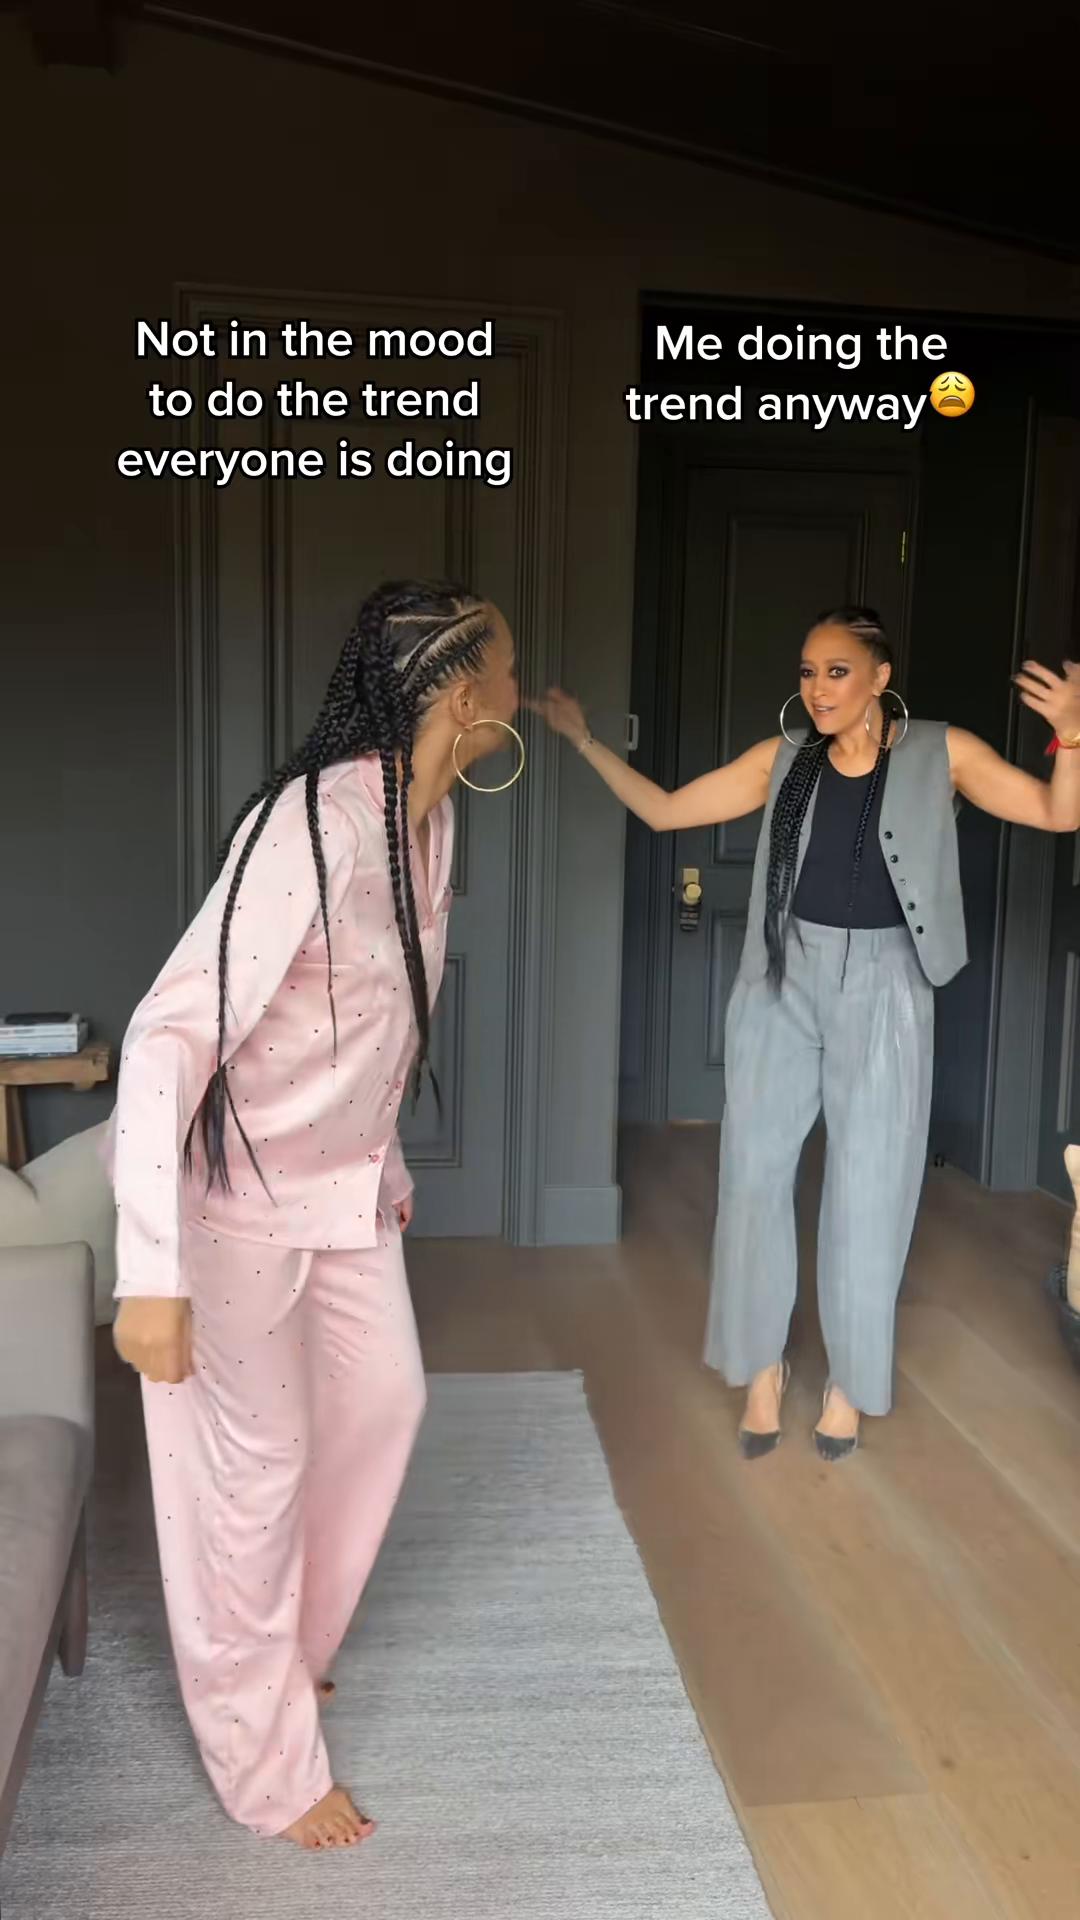 Not in the mood
to do the trend
everyone is doing
Me doing the
trend anyway😩